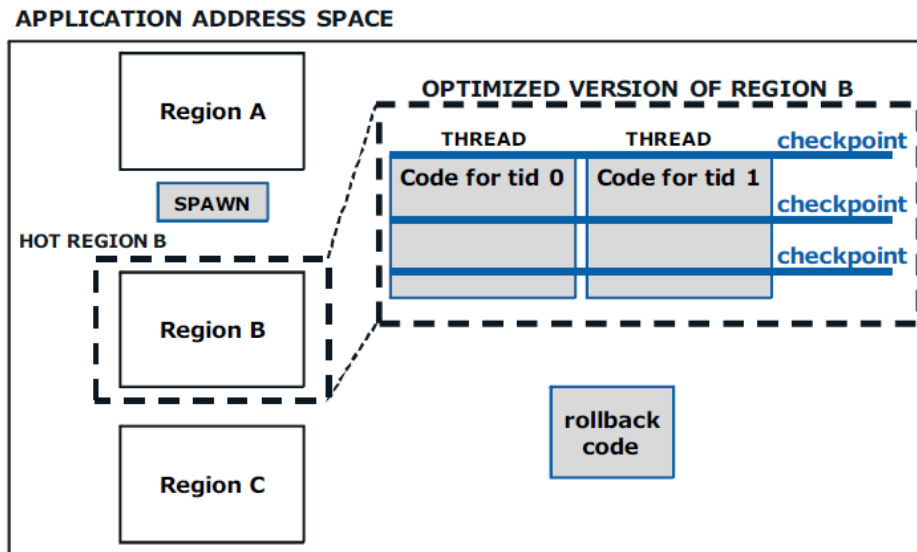 APPLICATION ADDRESS SPACE
Region A
SPAWN
HOT REGION B
Region B
Region C
OPTIMIZED VERSION OF REGION B
THREAD THREAD
checkpoint
Code for tid 0 Code for tid 1
checkpoint
checkpoint
rollback
code